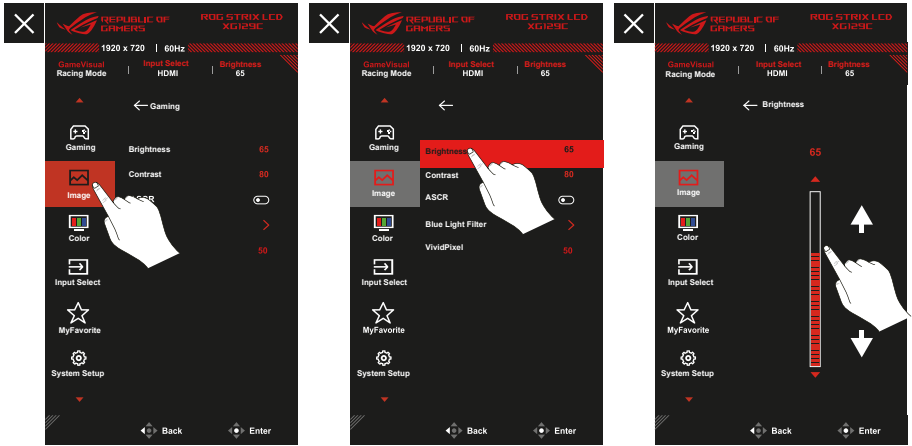 REPUBLIC OF
GAMERS
ROG STRIX LCD
XG129C
1920 x 720 | 60Hz
GameVisual
Racing Mode
Input Select
HDMI
Brightness
65
Gaming
Gaming
Brightness 65
Image
Contrast 80
Color
50
Input Select
MyFavorite
System Setup
Back
Enter
REPUBLIC OF
GAMERS
ROG STRIX LCD
XG129C
1920 x 720 | 60Hz
GameVisual
Racing Mode
Input Select
HDMI
Brightness
65
Gaming
Brightness 65
Image
Contrast 80
ASCR
Color
Blue Light Filter
VividPixel 50
Input Select
MyFavorite
System Setup
Back
Enter
REPUBLIC OF
GAMERS
ROG STRIX LCD
XG129C
1920 x 720 | 60Hz
GameVisual
Racing Mode
Input Select
HDMI
Brightness
65
Brightness
Gaming
65
Image
Color
Input Select
MyFavorite
System Setup
Back
Enter